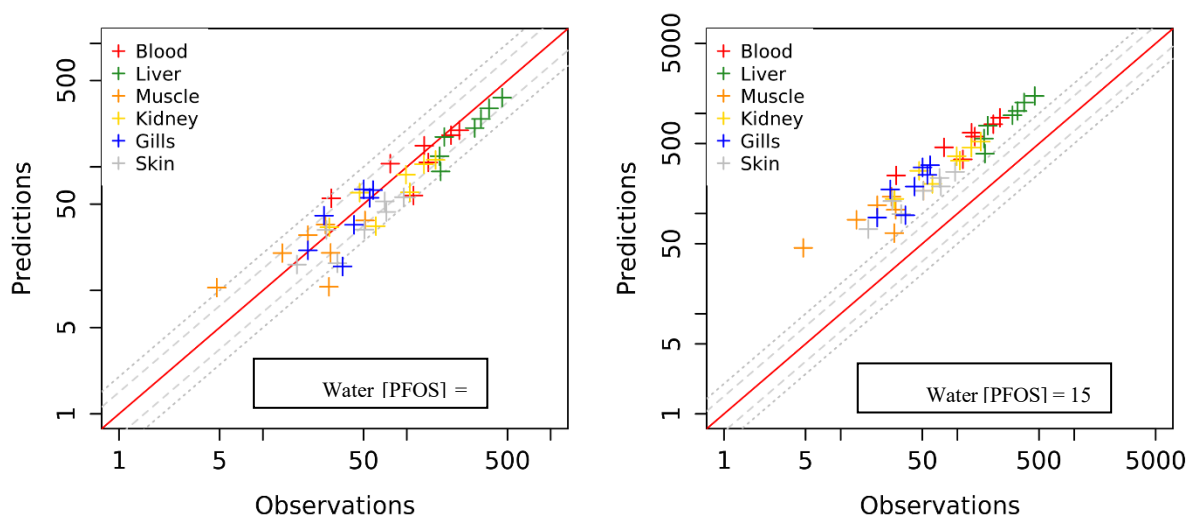 Blood
Liver
Muscle
Kidney
Gills
Skin
500
50
5
1
Predictions
Water [PFOS] =
1 5 50 500
Observations
Blood
Liver
Muscle
Kidney
Gills
Skin
5000
500
50
5
1
Predictions
Water [PFOS] = 15
1 5 50 500 5000
Observations